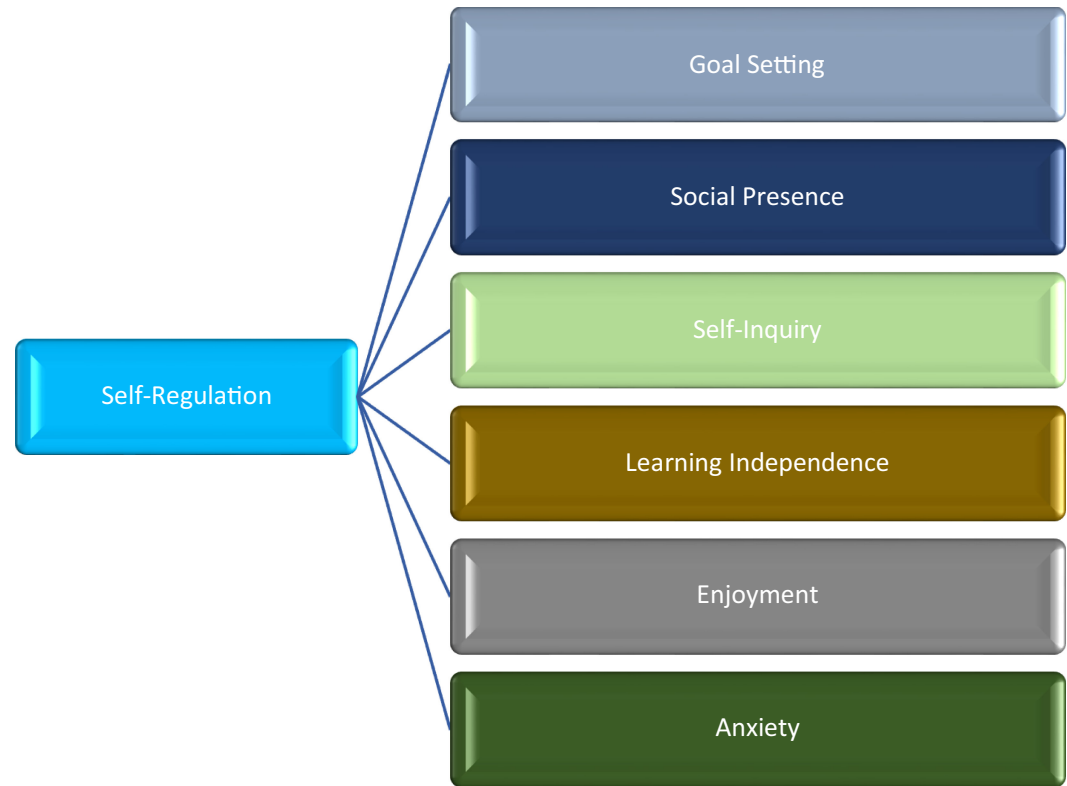 Goal Setting
Social Presence
Self-Inquiry
Self-Regulation
Learning Independence
Enjoyment
Anxiety